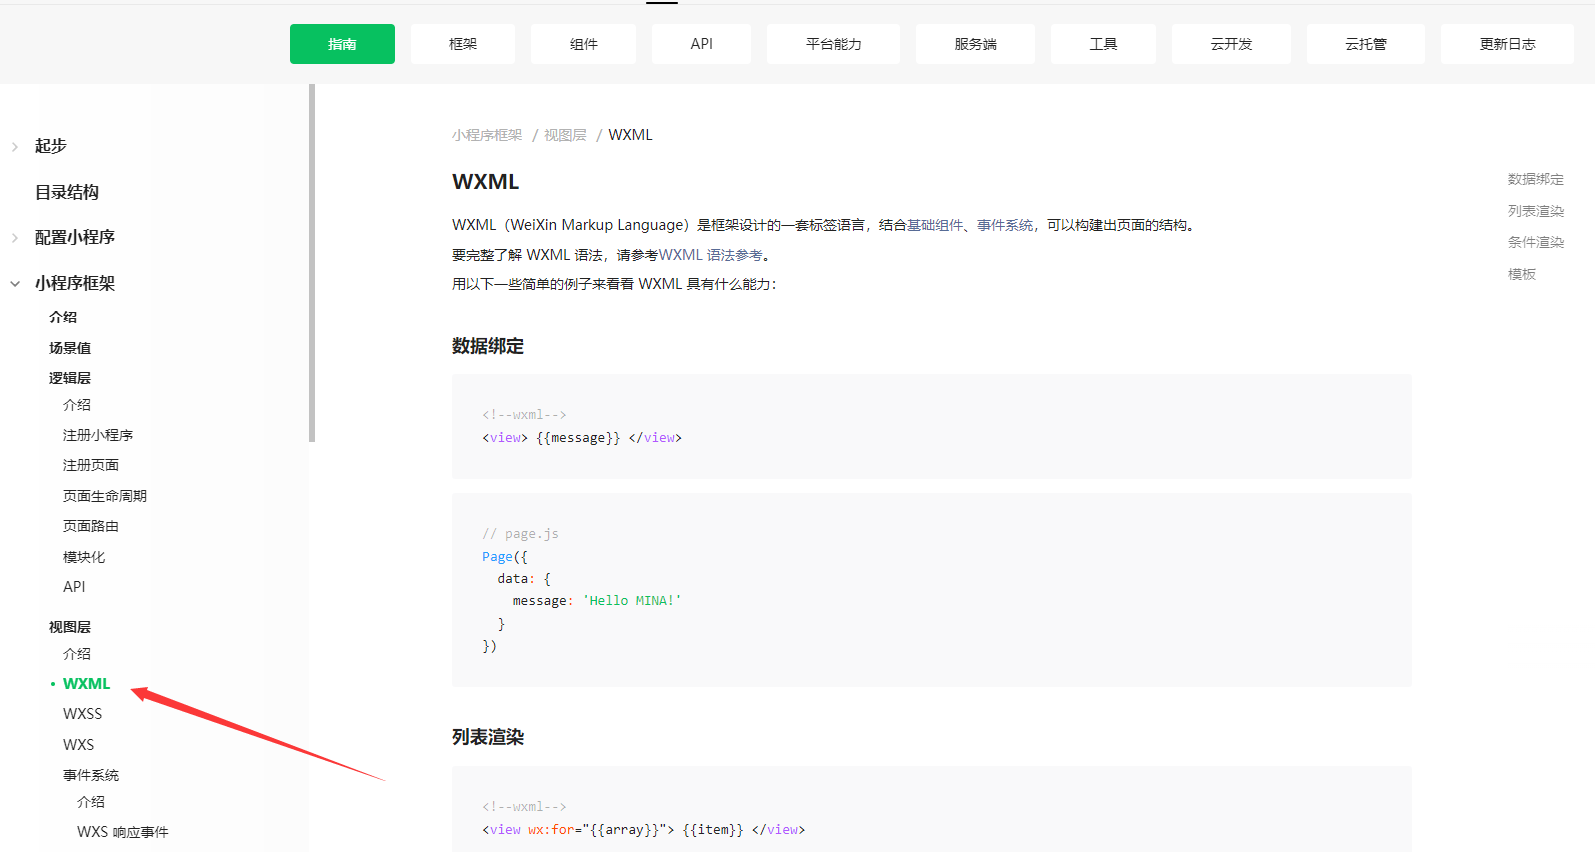 指南 框架 组件 API 平台能力 服务端 工具 云开发 云托管 更新日志
起步
目录结构
配置小程序
小程序框架
介绍
场景值
逻辑层
介绍
注册小程序
注册页面
页面生命周期
页面路由
模块化
API
视图层
介绍
WXML
WXSS
WXS
事件系统
介绍
WXS 响应事件
小程序框架 / 视图层 / WXML
WXML
WXML（WeiXin Markup Language）是框架设计的一套标签语言，结合基础组件、事件系统，可以构建出页面的结构。
要完整了解 WXML 语法，请参考WXML 语法参考。
用以下一些简单的例子来看看 WXML 具有什么能力：
数据绑定
<!--wxml-->
<view> {{message}} </view>
// page.js
Page({
  data: {
    message: 'Hello MINA!'
  }
})
列表渲染
<!--wxml-->
<view wx:for="{{array}}"> {{item}} </view>
数据绑定
列表渲染
条件渲染
模板